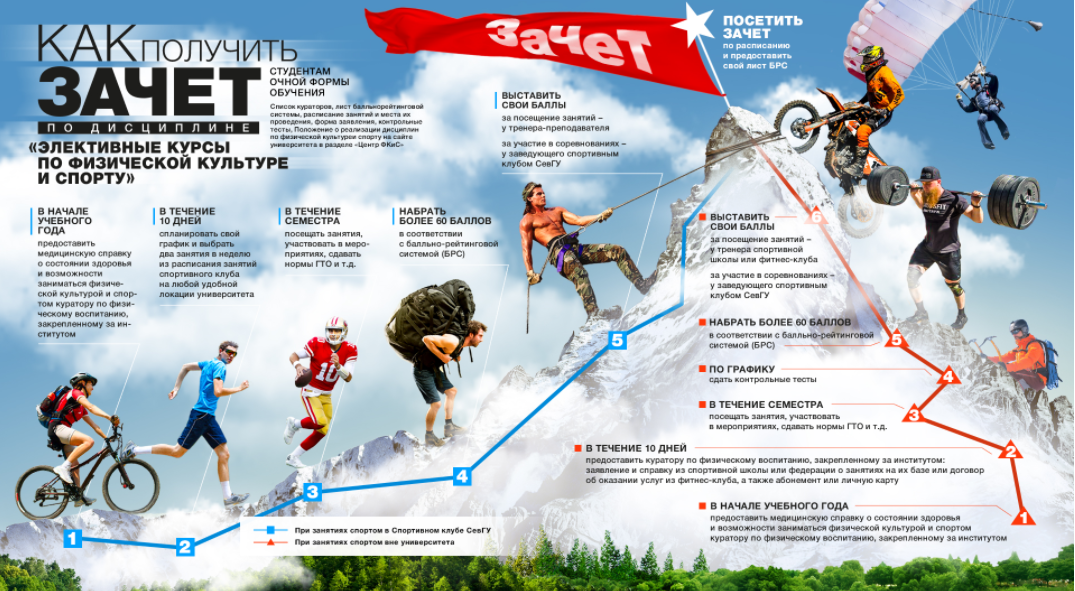 КАК ПОЛУЧИТЬ
ЗАЧЕТ
СТУДЕНТАМ
ОЧНОЙ ФОРМЫ
ОБУЧЕНИЯ
ПО ДИСЦИПЛИНЕ
«ЭЛЕКТИВНЫЕ КУРСЫ
ПО ФИЗИЧЕСКОЙ КУЛЬТУРЕ
И СПОРТУ»
Список кураторов, лист балльнорейтинговой
системы, расписание занятий и места их
проведения, форма заявления, контрольные
тесты, Положение о реализации дисциплин
по физической культуреи спорту на сайте
университета в разделе «Центр ФКиС»
зачет
ПОСЕТИТЬ
ЗАЧЕТ
по расписанию
и предоставить
свой лист БРС
В НАЧАЛЕ
УЧЕБНОГО
ГОДА
предоставить
медицинскую справку
о состоянии здоровья
и возможности
заниматься физиче-
ской культурой и спор-
том куратору по физи-
ческому воспитанию,
закрепленному за ин-
ститутом
В ТЕЧЕНИЕ
10 ДНЕЙ
спланировать свой
график и выбрать
два занятия в неделю
из расписания занятий
спортивного клуба
на любой удобной
локации университета
В ТЕЧЕНИЕ
СЕМЕСТРА
посещать занятия,
участвовать в меро-
приятиях, сдавать
нормы ГТО и т.д.
НАБРАТЬ
БОЛЕЕ 60 БАЛЛОВ
в соответствии
с балльно-рейтинговой
системой (БРС)
ВЫСТАВИТЬ
СВОИ БАЛЛЫ
за посещение занятий –
у тренера-преподавателя
за участие в соревнованиях –
у заведующего спортивным
клубом СевГУ
10
1
2
3
4
5
ВЫСТАВИТЬ
СВОИ БАЛЛЫ
за посещение занятий –
у тренера спортивной
школы или фитнес-клуба
за участие в соревнованиях –
у заведующего спортивным
клубом СевГУ
6
НАБРАТЬ БОЛЕЕ 60 БАЛЛОВ
в соответствии с балльно-рейтинговой
системой (БРС)
5
ПО ГРАФИКУ
сдать контрольные тесты
4
В ТЕЧЕНИЕ СЕМЕСТРА
посещать занятия, участвовать
в мероприятиях, сдавать нормы ГТО и т.д.
3
В ТЕЧЕНИЕ 10 ДНЕЙ
предоставить куратору по физическому воспитанию, закрепленному за институтом:
заявление и справку из спортивной школы или федерации о занятиях на их базе или договор
об оказании услуг из фитнес-клуба, а также абонемент или личную карту
2
В НАЧАЛЕ УЧЕБНОГО ГОДА
предоставить медицинскую справку о состоянии здоровья
и возможности заниматься физической культурой и спортом
куратору по физическому воспитанию, закрепленному за институтом
1
При занятиях спортом в Спортивном клубе СевГУ
При занятиях спортом вне университета